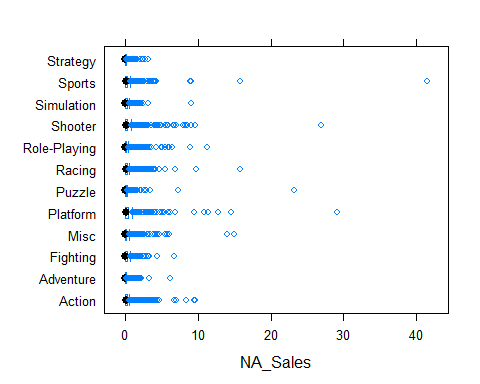 Strategy
Sports
Simulation
Shooter
Role-Playing
Racing
Puzzle
Platform
Misc
Fighting
Adventure
Action
0 10 20 30 40
NA_Sales